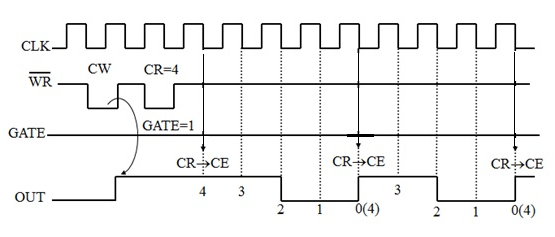 CLK
CW CR=4
WR
GATE=1
GATE
CR→CE CR→CE CR→CE
OUT
4 3 2 1 0(4) 3 2 1 0(4)